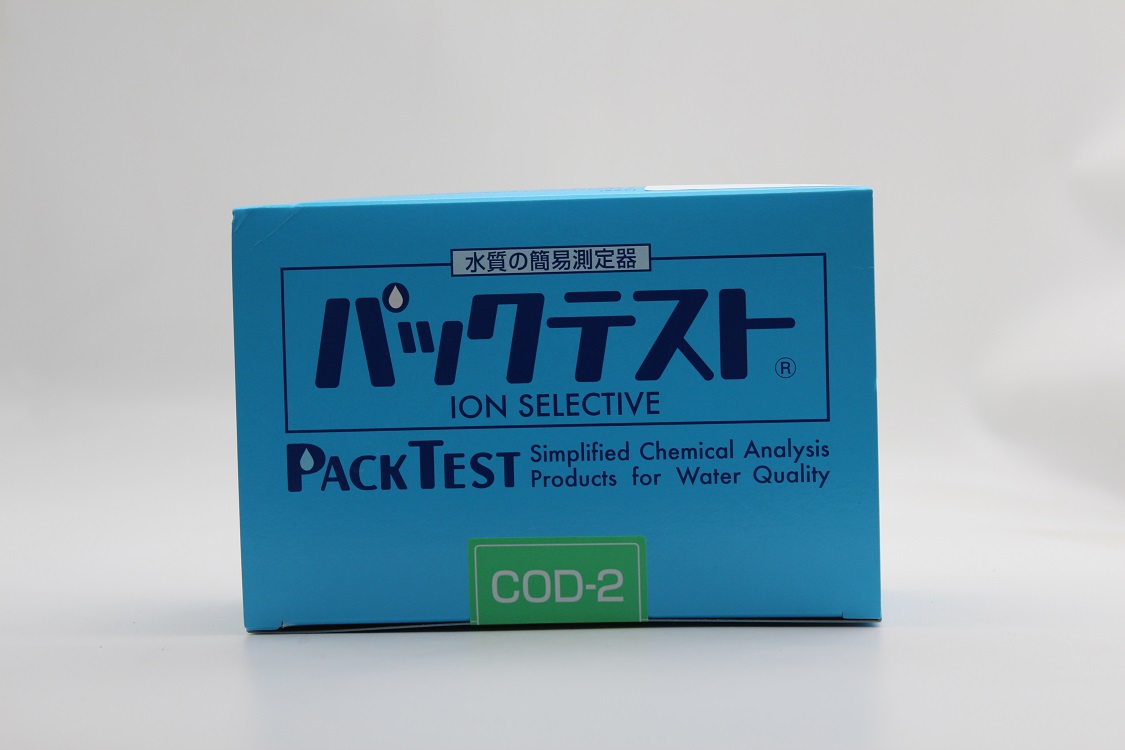 水質の簡易測定器
パックテスト®
ION SELECTIVE
PACKTEST
Simplified Chemical Analysis
Products for Water Quality
COD-2